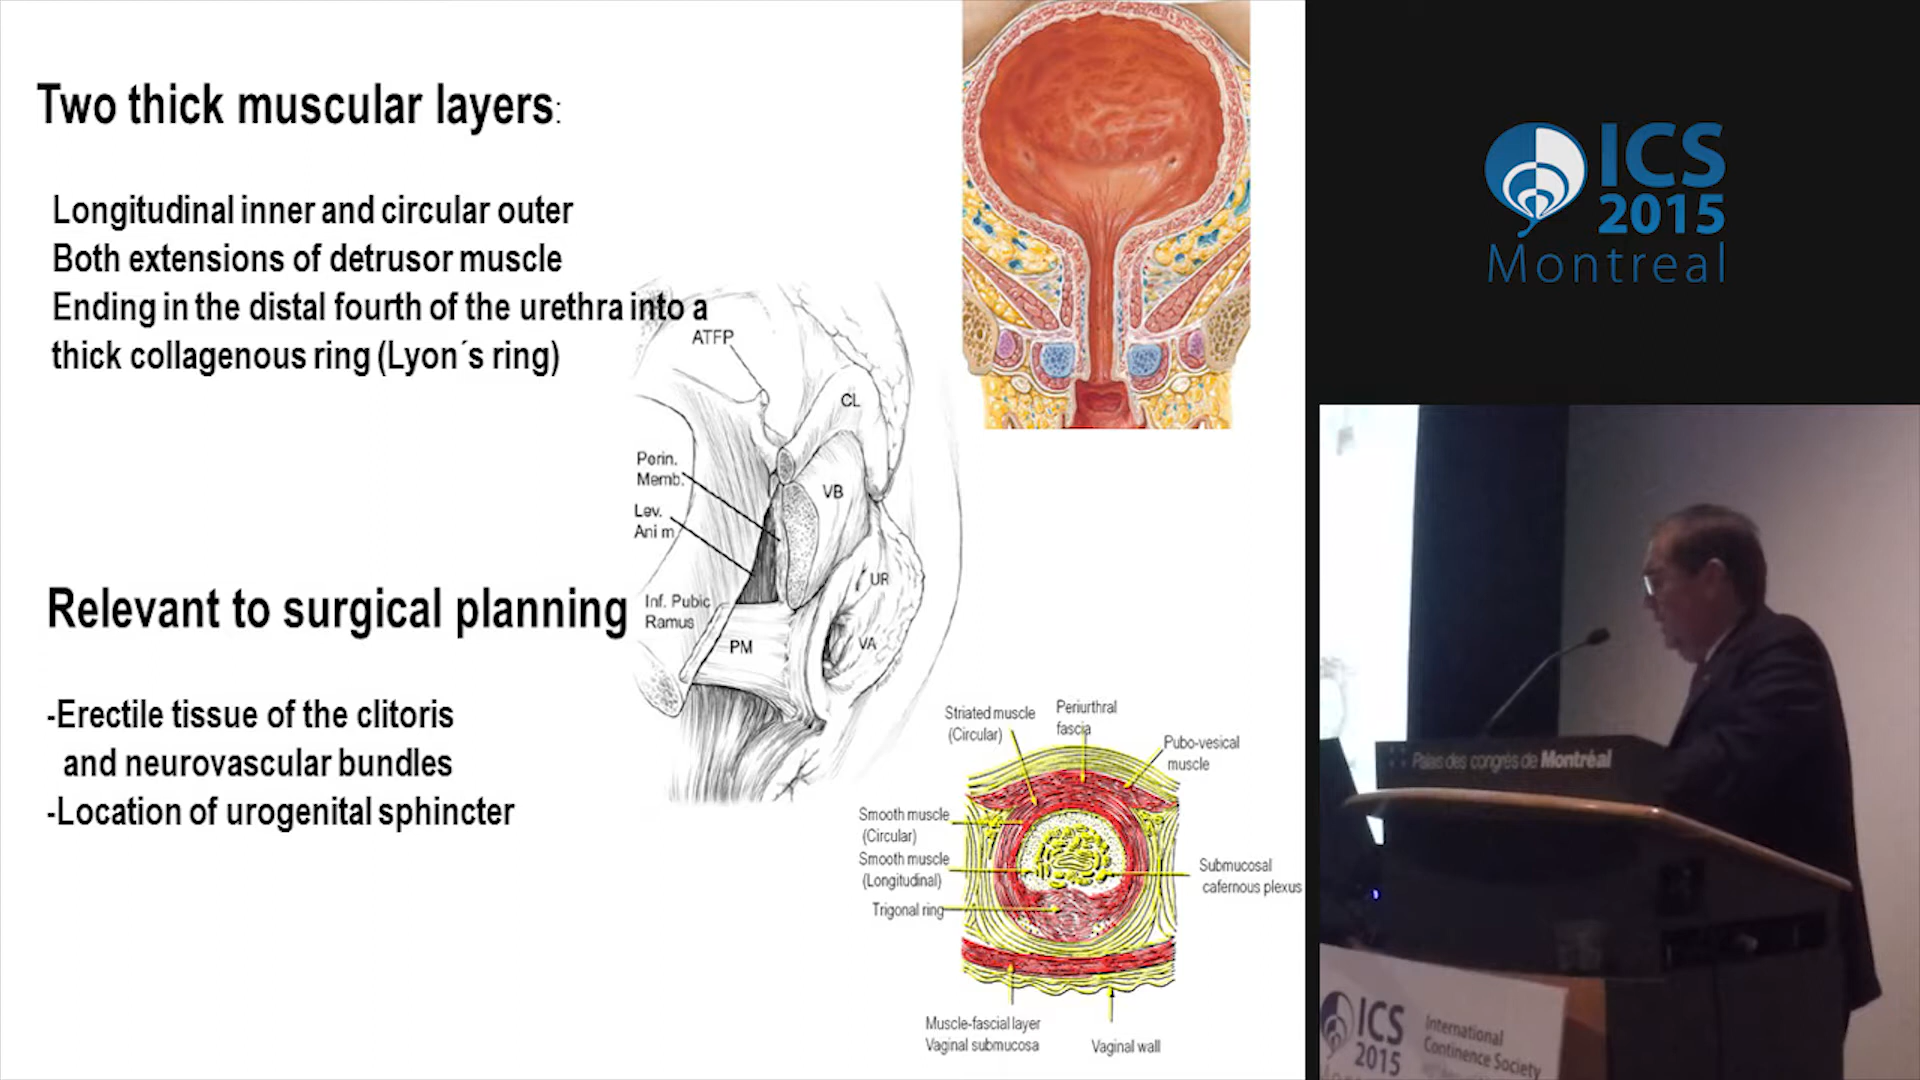 Two thick muscular layers:
Longitudinal inner and circular outer
Both extensions of detrusor muscle
Ending in the distal fourth of the urethra into a
thick collagenous ring (Lyon´s ring)
ATFP
CL
Perin.
Memb.
VB
Lev.
Ani m
UR
Inf. Pubic
Ramus
PM
VA
Relevant to surgical planning
-Erectile tissue of the clitoris
and neurovascular bundles
-Location of urogenital sphincter
Striated muscle
(Circular)
Periurthral
fascia
Pubo-vesical
muscle
Smooth muscle
(Circular)
Smooth muscle
(Longitudinal)
Trigonal ring
Submucosal
cafernous plexus
Muscle-fascial layer
Vaginal submucosa
Vaginal wall
ICS
2015
Montreal
Palais des congrès de Montréal
ICS
2015
International
Continence Society